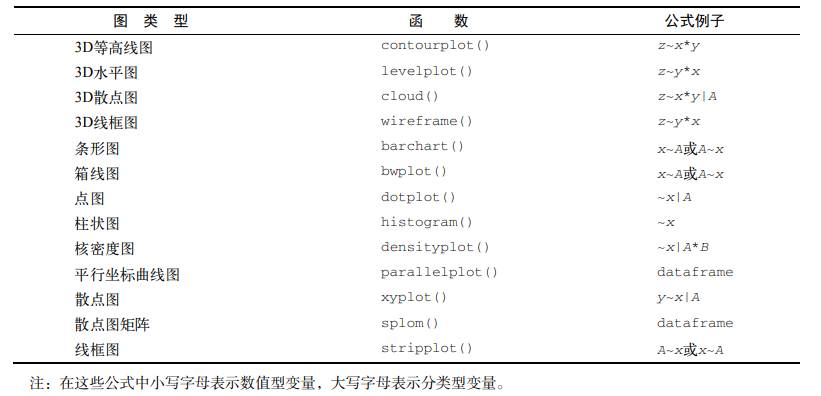 图 类 型 函 数 公式例子
3D等高线图 contourplot() z~x*y
3D水平图 levelplot() z~y*x
3D散点图 cloud() z~x*y|A
3D线框图 wireframe() z~y*x
条形图 barchart() x~A或A~x
箱线图 bwplot() x~A或A~x
点图 dotplot() ~x|A
柱状图 histogram() ~x
核密度图 densityplot() ~x|A*B
平行坐标曲线图 parallelplot() dataframe
散点图 xyplot() y~x|A
散点图矩阵 splom() dataframe
线框图 stripplot() A~x或x~A
注：在这些公式中小写字母表示数值型变量，大写字母表示分类型变量。